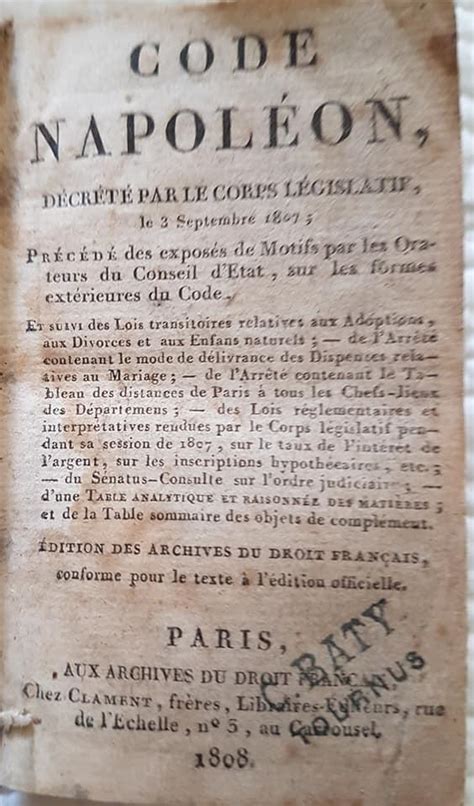 CODE
NAPOLÉON,
DÉCRÉTÉ PAR LE CORPS LÉGISLATIF,
le 3 Septembre 1807;
PRÉCÉDÉ des exposés de Motifs par les Ora-
teurs du Conseil d'Etat, sur les formes
extérieures du Code,
ET SUIVI des Lois transitoires relatives aux Adoptions,
aux Divorces et aux Enfans naturels; — de l'Arrêté
contenant le mode de délivrance des Dispences rela-
atives au Mariage; — de l'Arrêté contenant le Ta-
bleau des distances de Paris à tous les Chefs-lieux
des Départemens; — des Lois réglementaires et
interprétatives rendues par le Corps législatif pen-
dant sa session de 1807, sur le taux de l'intérêt de
l'argent, sur les inscriptions hypothécaires, etc;
— du Sénatus-Consulte sur l'ordre judiciaire; —
d'une TABLE ANALYTIQUE ET RAISONNÉE DES MATIÈRES;
et de la Table sommaire des objets de complement.
ÉDITION DES ARCHIVES DU DROIT FRANÇAIS,
conforme pour le texte à l'édition officielle.
PARIS,
AUX ARCHIVES DU DROIT FRANÇAIS,
Chez CLAMENT, frères, Libraires-Editeurs, rue
de l'Echelle, nº 3, au Carrousel.
1808.
C. BATY
TOURNUS